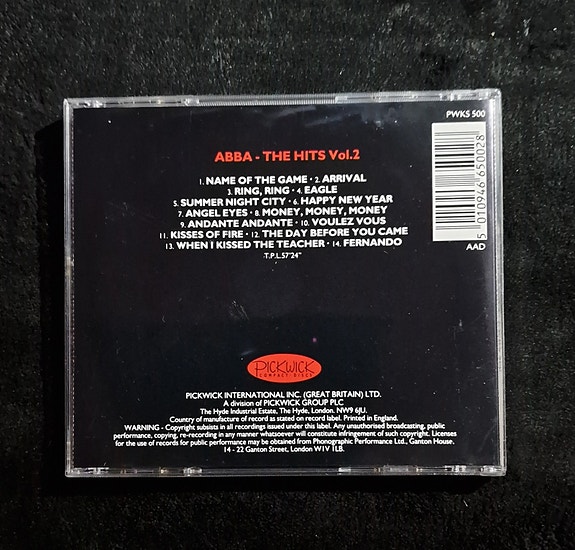 PWKS 500
ABBA - THE HITS Vol.2
1. NAME OF THE GAME · 2. ARRIVAL
3. RING, RING · 4. EAGLE
5. SUMMER NIGHT CITY · 6. HAPPY NEW YEAR
7. ANGEL EYES · 8. MONEY, MONEY, MONEY
9. ANDANTE ANDANTE · 10. VOULEZ VOUS
11. KISSES OF FIRE · 12. THE DAY BEFORE YOU CAME
13. WHEN I KISSED THE TEACHER · 14. FERNANDO
T.P.L.57'24"
5 010946 650028
AAD
PICKWICK
COMPACT DISCS
PICKWICK INTERNATIONAL INC. (GREAT BRITAIN) LTD.
A division of PICKWICK GROUP PLC
The Hyde Industrial Estate, The Hyde, London. NW9 6JU.
Country of manufacture of record as stated on record label. Printed in England.
WARNING - Copyright subsists in all recordings issued under this label. Any unauthorised broadcasting, public
performance, copying, re-recording in any manner whatsoever will constitute infringement of such copyright. Licenses
for the use of records for public performance may be obtained from Phonographic Performance Ltd., Ganton House,
14 - 22 Ganton Street, London W1V 1LB.